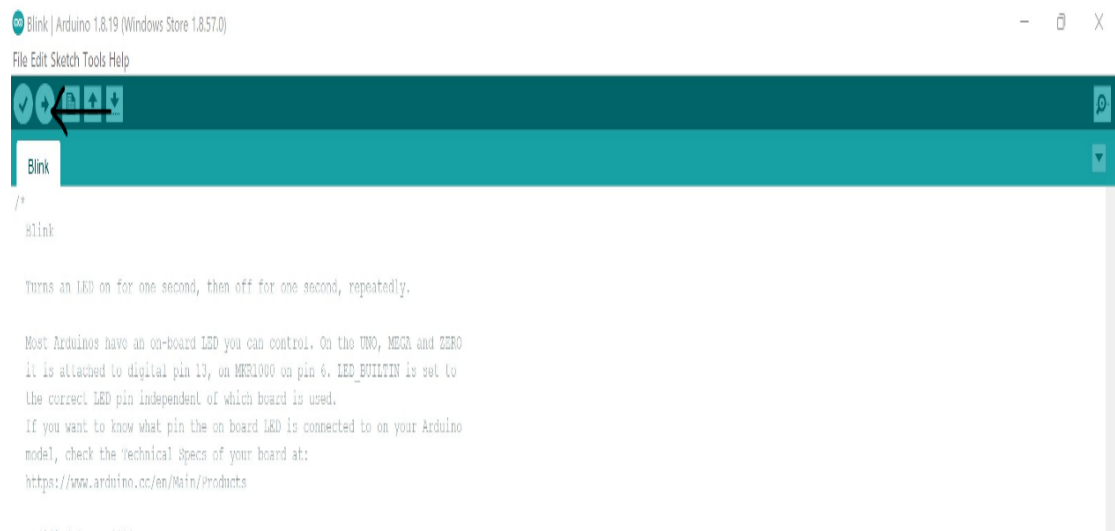 Blink | Arduino 1.8.19 (Windows Store 1.8.57.0)
File Edit Sketch Tools Help
Blink
/*
Blink
Turns an LED on for one second, then off for one second, repeatedly.
Most Arduinos have an on-board LED you can control. On the UNO, MEGA and ZERO
it is attached to digital pin 13, on MKR1000 on pin 6. LED_BUILTIN is set to
the correct LED pin independent of which board is used.
If you want to know what pin the on board LED is connected to on your Arduino
model, check the Technical Specs of your board at:
https://www.arduino.cc/en/Main/Products